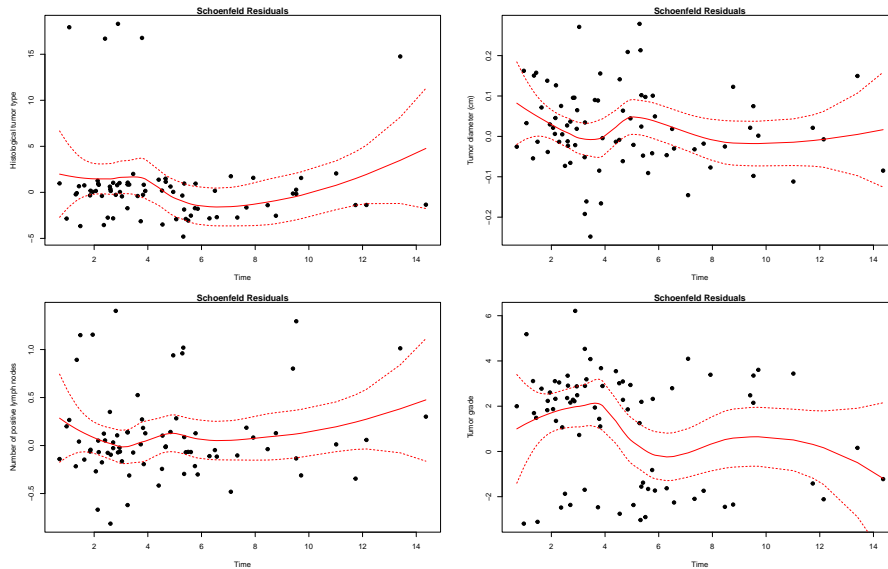 Schoenfeld Residuals
Histological tumor type
15
10
5
0
−5
2 4 6 8 10 12 14
Time
Schoenfeld Residuals
Tumor diameter (cm)
0.2
0.1
0.0
−0.1
−0.2
2 4 6 8 10 12 14
Time
Schoenfeld Residuals
Number of positive lymph nodes
1.0
0.5
0.0
−0.5
2 4 6 8 10 12 14
Time
Schoenfeld Residuals
Tumor grade
6
4
2
0
−2
2 4 6 8 10 12 14
Time